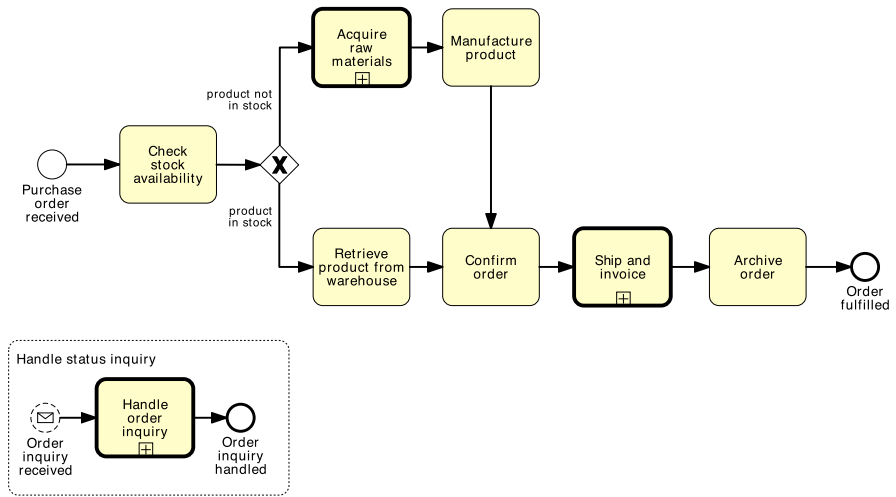 Acquire
raw
materials
Manufacture
product
product not
in stock
Check
stock
availability
X
Purchase
order
received
product
in stock
Retrieve
product from
warehouse
Confirm
order
Ship and
invoice
Archive
order
Order
fulfilled
Handle status inquiry
Handle
order
inquiry
Order
inquiry
received
Order
inquiry
handled